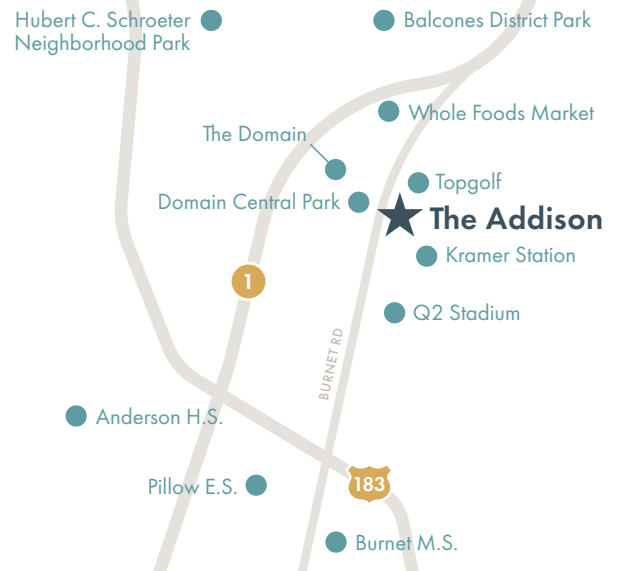 Hubert C. Schroeter
Neighborhood Park
Balcones District Park
Whole Foods Market
The Domain
Topgolf
Domain Central Park
The Addison
Kramer Station
1
Q2 Stadium
BURNET RD
Anderson H.S.
183
Pillow E.S.
Burnet M.S.